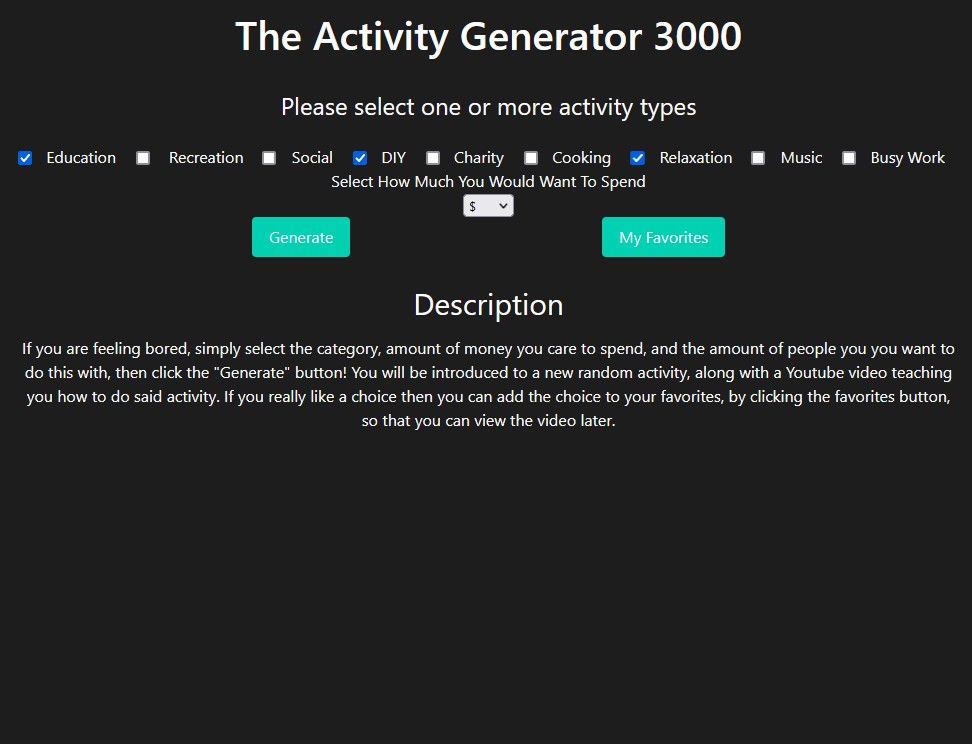 The Activity Generator 3000
Please select one or more activity types
Education Recreation Social DIY Charity Cooking Relaxation Music Busy Work
Select How Much You Would Want To Spend
$
Generate My Favorites
Description
If you are feeling bored, simply select the category, amount of money you care to spend, and the amount of people you you want to
do this with, then click the "Generate" button! You will be introduced to a new random activity, along with a Youtube video teaching
you how to do said activity. If you really like a choice then you can add the choice to your favorites, by clicking the favorites button,
so that you can view the video later.